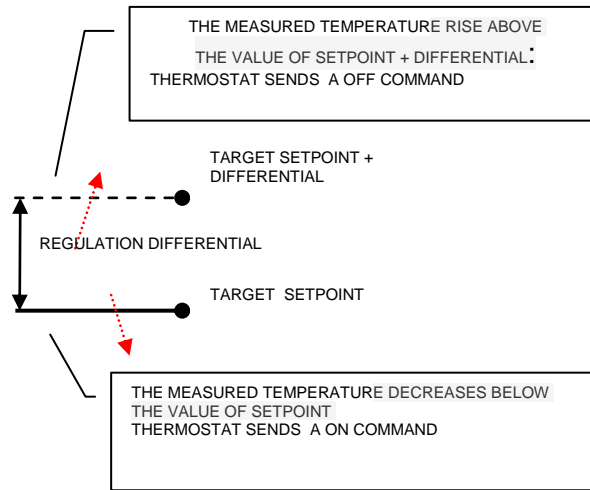 THE MEASURED TEMPERATURE RISE ABOVE
THE VALUE OF SETPOINT + DIFFERENTIAL:
THERMOSTAT SENDS A OFF COMMAND
TARGET SETPOINT +
DIFFERENTIAL
REGULATION DIFFERENTIAL
TARGET SETPOINT
THE MEASURED TEMPERATURE DECREASES BELOW
THE VALUE OF SETPOINT
THERMOSTAT SENDS A ON COMMAND